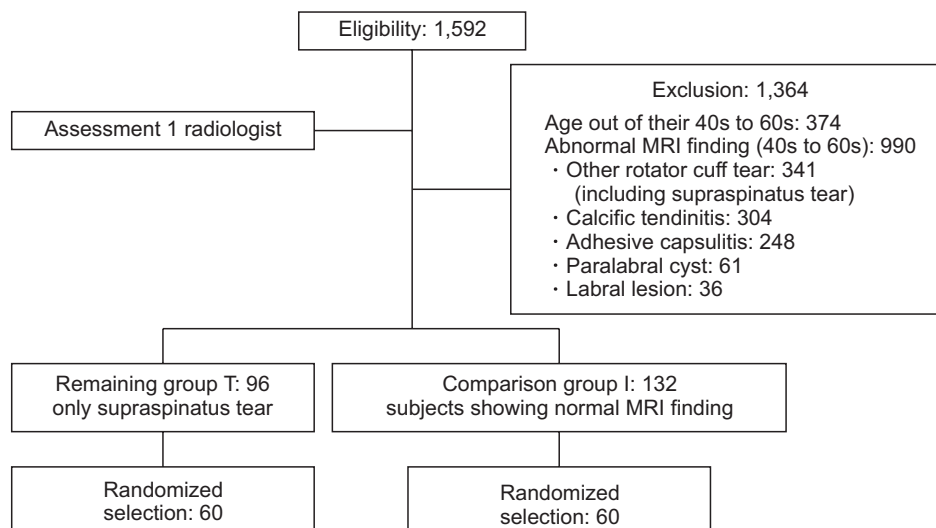 Eligibility: 1,592
Assessment 1 radiologist
Exclusion: 1,364
Age out of their 40s to 60s: 374
Abnormal MRI finding (40s to 60s): 990
· Other rotator cuff tear: 341
(including supraspinatus tear)
· Calcific tendinitis: 304
· Adhesive capsulitis: 248
· Paralabral cyst: 61
· Labral lesion: 36
Remaining group T: 96
only supraspinatus tear
Comparison group I: 132
subjects showing normal MRI finding
Randomized
selection: 60
Randomized
selection: 60